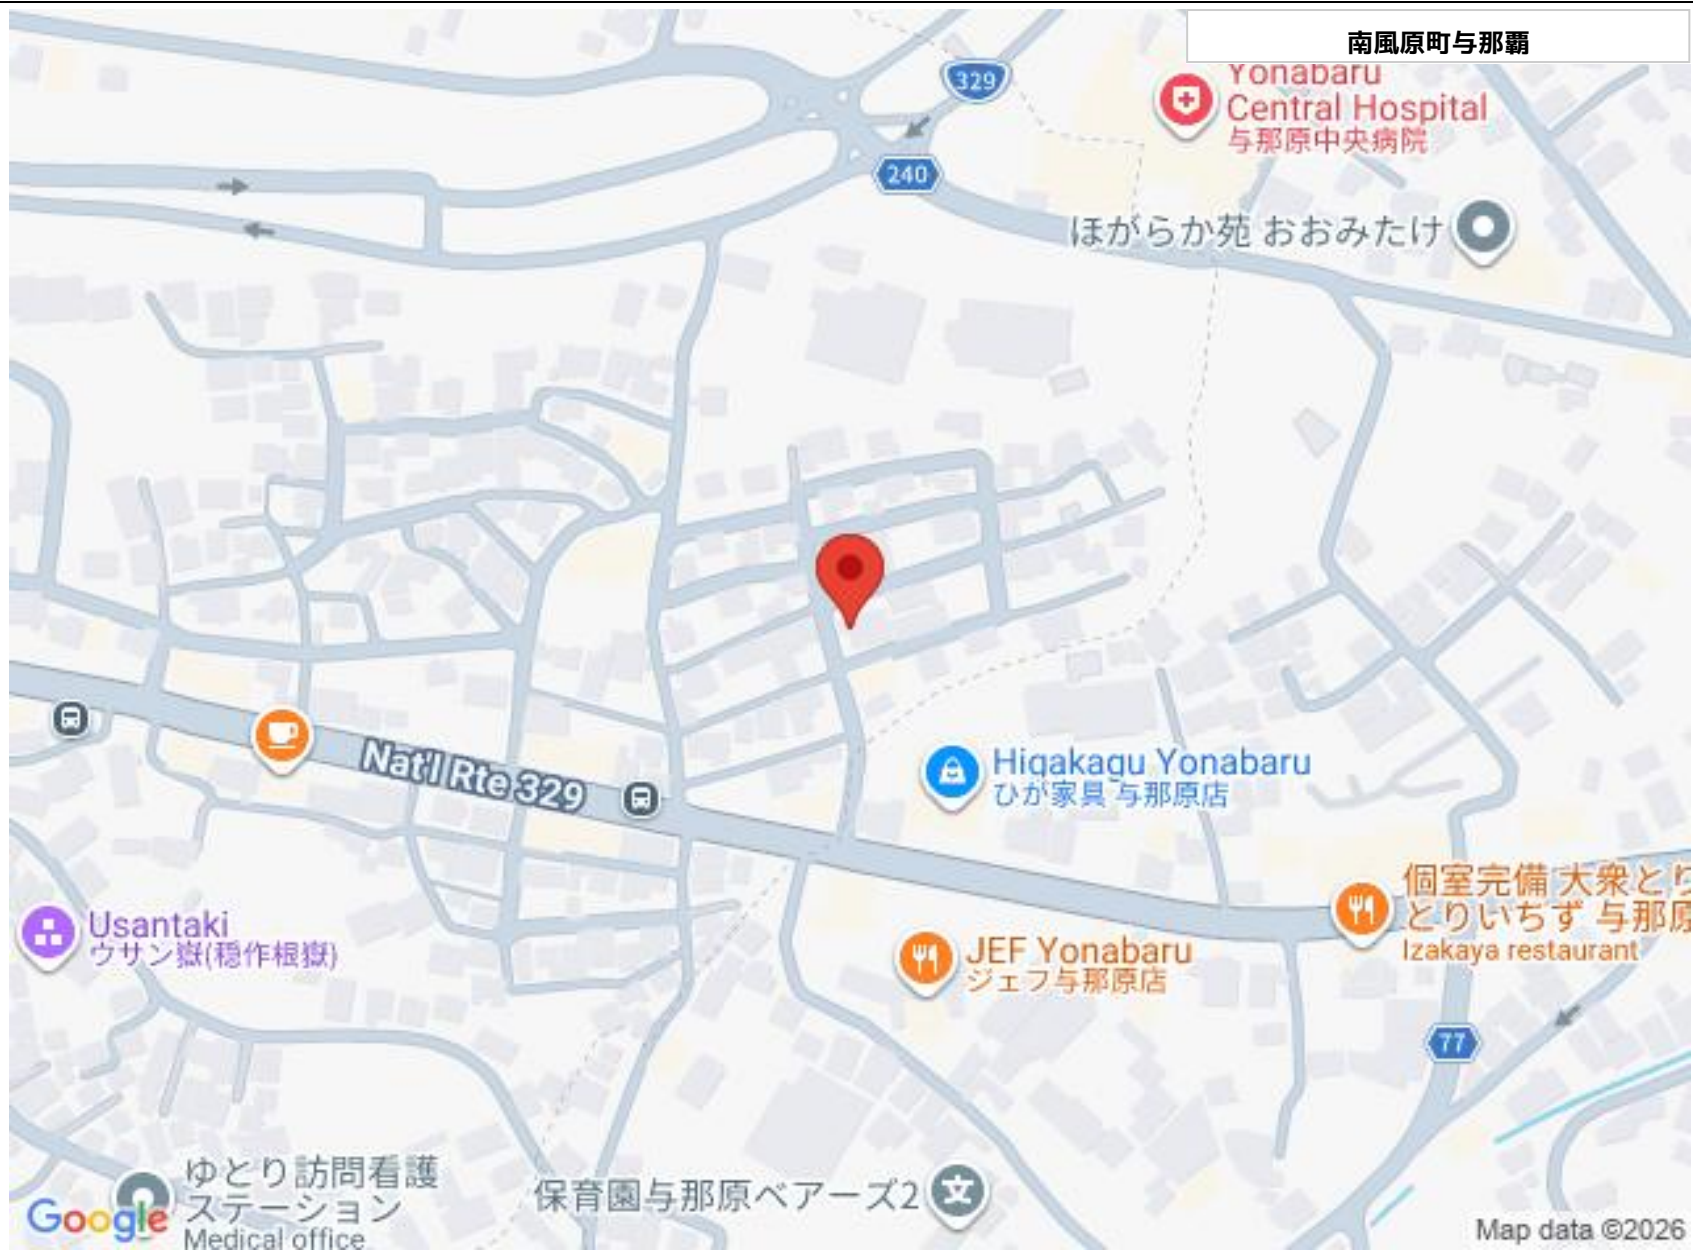 南風原町与那覇
329
Yonabaru
Central Hospital
与那原中央病院
240
ほがらか苑 おおみたけ
Nat'l Rte 329
Higakagu Yonabaru
ひが家具 与那原店
個室完備 大衆とり
とりいちず 与那原
Izakaya restaurant
Usantaki
ウサン嶽(穏作根嶽)
JEF Yonabaru
ジェフ与那原店
77
ゆとり訪問看護
ステーション
Medical office
保育園与那原ベアーズ2
文
Google
Map data ©2026